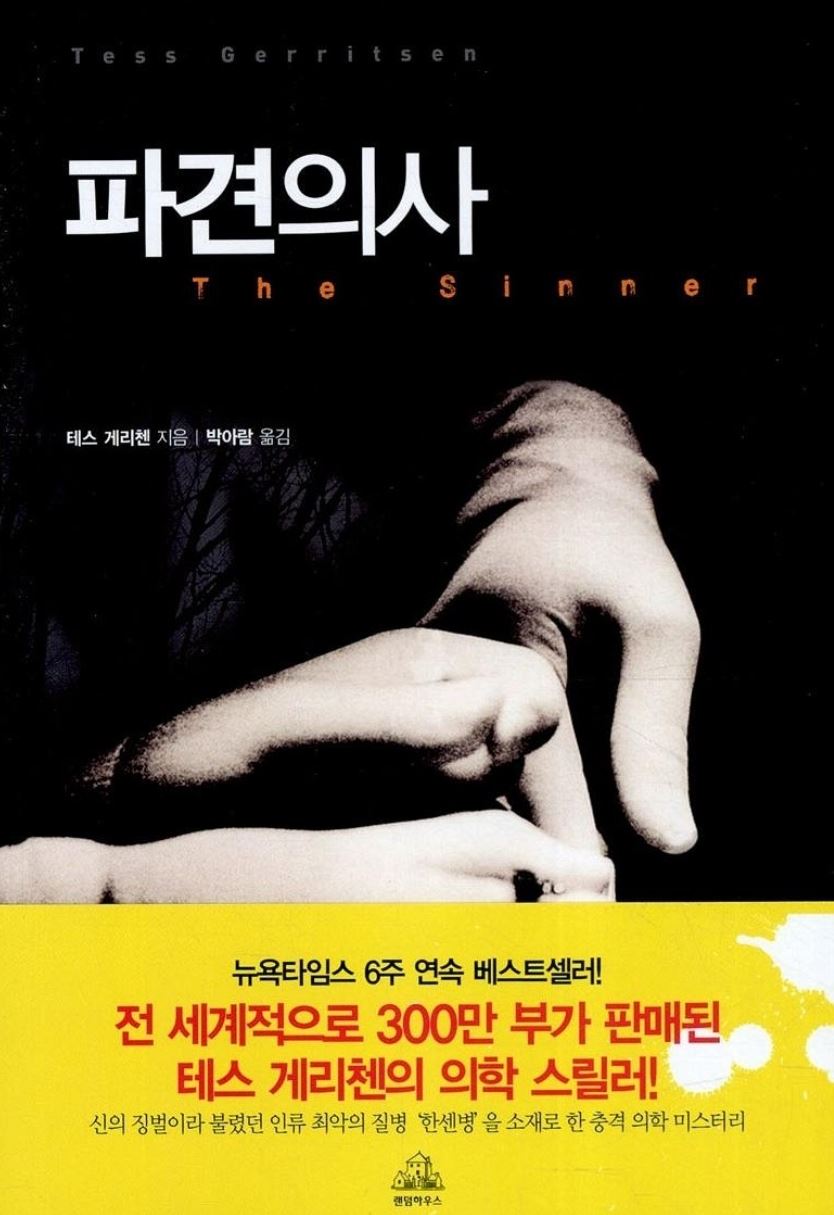 Tess Gerritsen
파견의사
The Sinner
테스 게리첸 지음 | 박아람 옮김
뉴욕타임스 6주 연속 베스트셀러!
전 세계적으로 300만 부가 판매된
테스 게리첸의 의학 스릴러!
신의 징벌이라 불렸던 인류 최악의 질병 '한센병'을 소재로 한 충격 의학 미스터리
랜덤하우스